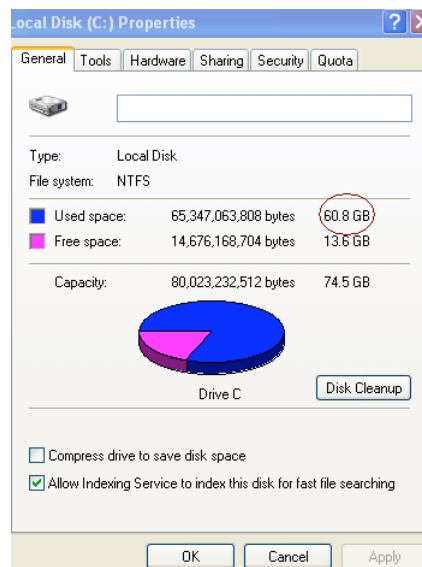 ocal Disk (C:) Properties ? X
General Tools Hardware Sharing Security Quota
Type: Local Disk
File system: NTFS
Used space: 65,347,063,808 bytes 60.8 GB
Free space: 14,676,168,704 bytes 13.6 GB
Capacity: 80,023,232,512 bytes 74.5 GB
Drive C Disk Cleanup
Compress drive to save disk space
Allow Indexing Service to index this disk for fast file searching
OK Cancel Apply